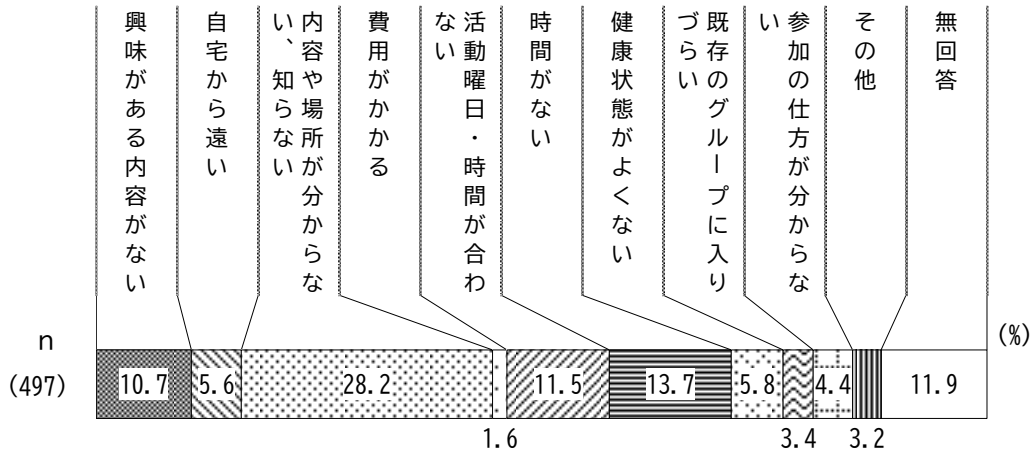 興味がある内容がない
自宅から遠い
内容や場所が分からな
い、知らない
費用がかかる
活動曜日・時間が合わ
ない
時間がない
健康状態がよくない
既存のグループに入り
づらい
参加の仕方が分からな
い
その他
無回答
n
(%)
(497)
10.7
5.6
28.2
11.5
13.7
5.8
4.4
11.9
1.6
3.4
3.2